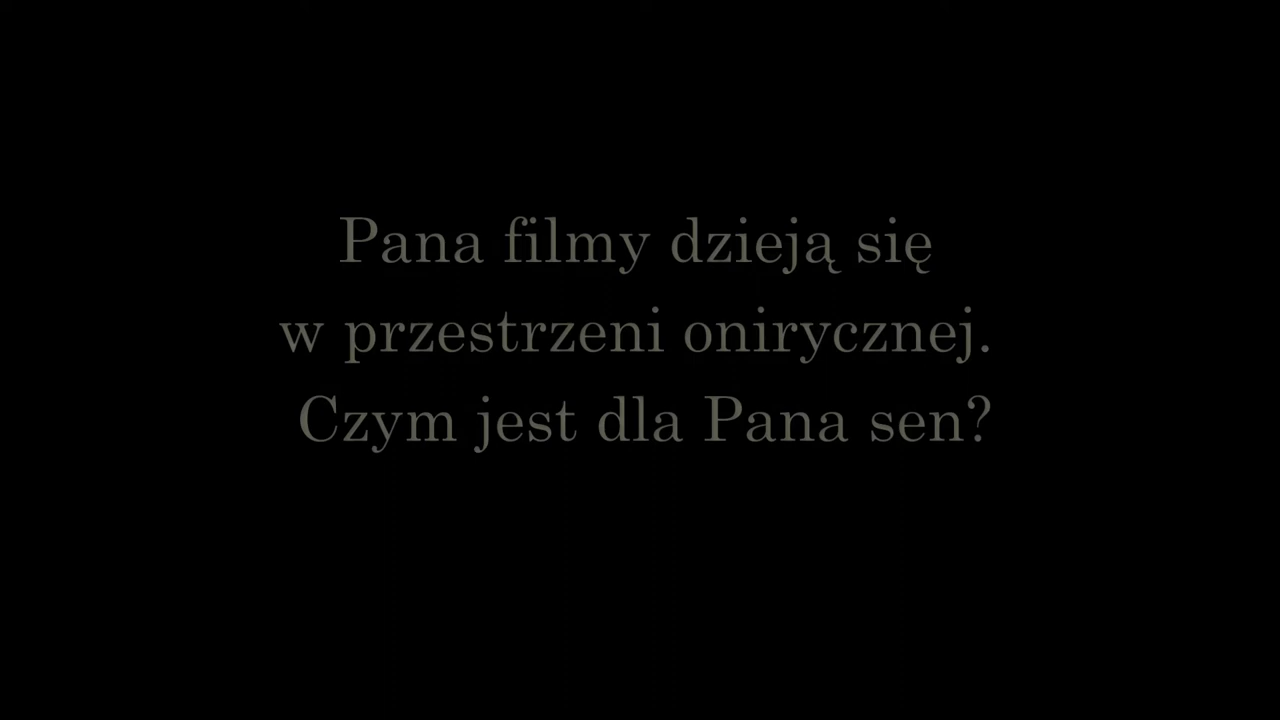 Pana filmy dzieją się
w przestrzeni onirycznej.
Czym jest dla Pana sen?